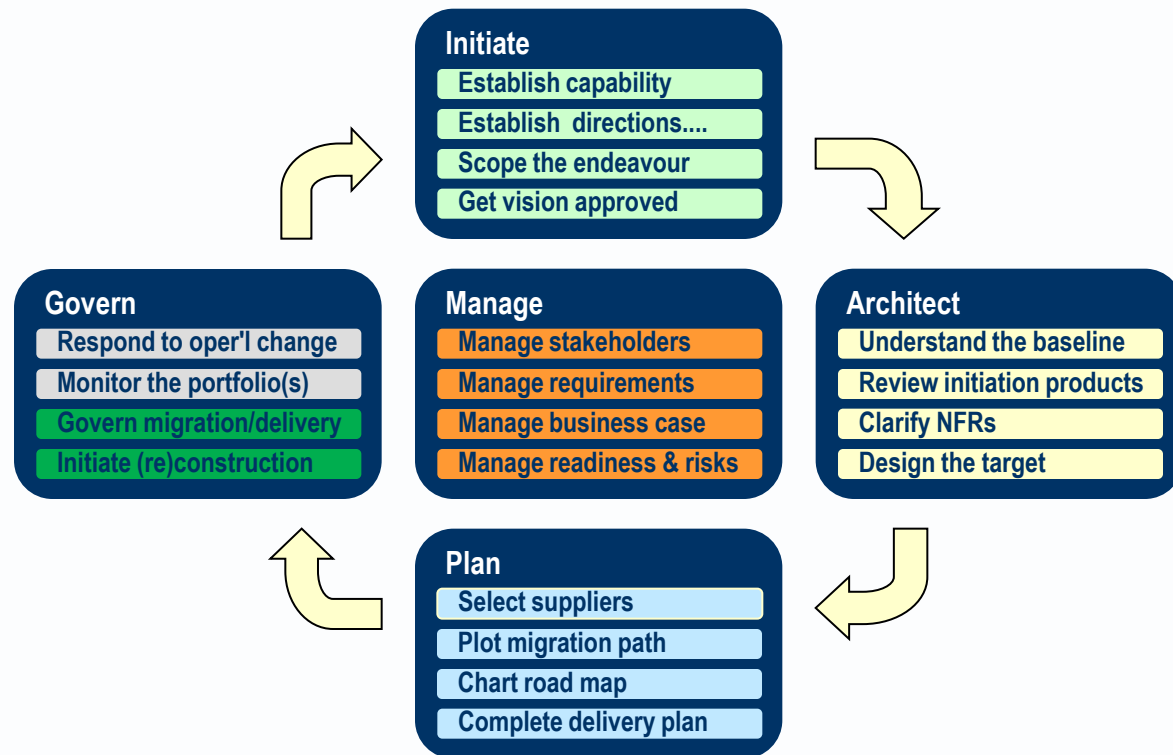 Initiate
Establish capability
Establish directions....
Scope the endeavour
Get vision approved
Govern
Respond to oper'l change
Monitor the portfolio(s)
Govern migration/delivery
Initiate (re)construction
Manage
Manage stakeholders
Manage requirements
Manage business case
Manage readiness & risks
Architect
Understand the baseline
Review initiation products
Clarify NFRs
Design the target
Plan
Select suppliers
Plot migration path
Chart road map
Complete delivery plan